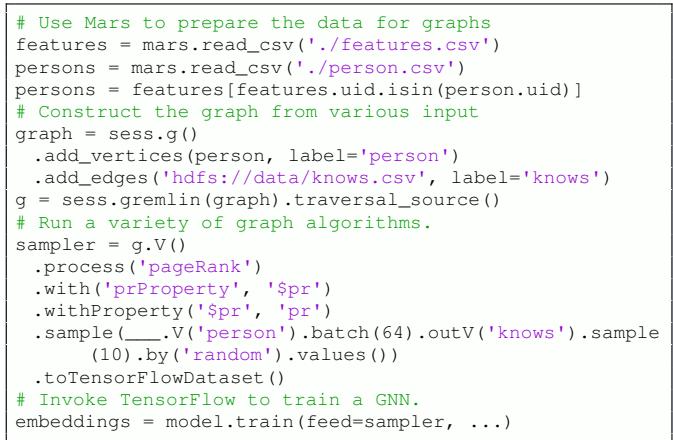 # Use Mars to prepare the data for graphs
features = mars.read_csv('./features.csv')
persons = mars.read_csv('./person.csv')
persons = features[features.uid.isin(person.uid)]
# Construct the graph from various input
graph = sess.g()
  .add_vertices(person, label='person')
  .add_edges('hdfs://data/knows.csv', label='knows')
g = sess.gremlin(graph).traversal_source()
# Run a variety of graph algorithms.
sampler = g.V()
  .process('pageRank')
  .with('prProperty', '$pr')
  .withProperty('$pr', 'pr')
  .sample(___.V('person').batch(64).outV('knows').sample
      (10).by('random').values())
  .toTensorFlowDataset()
# Invoke TensorFlow to train a GNN.
embeddings = model.train(feed=sampler, ...)